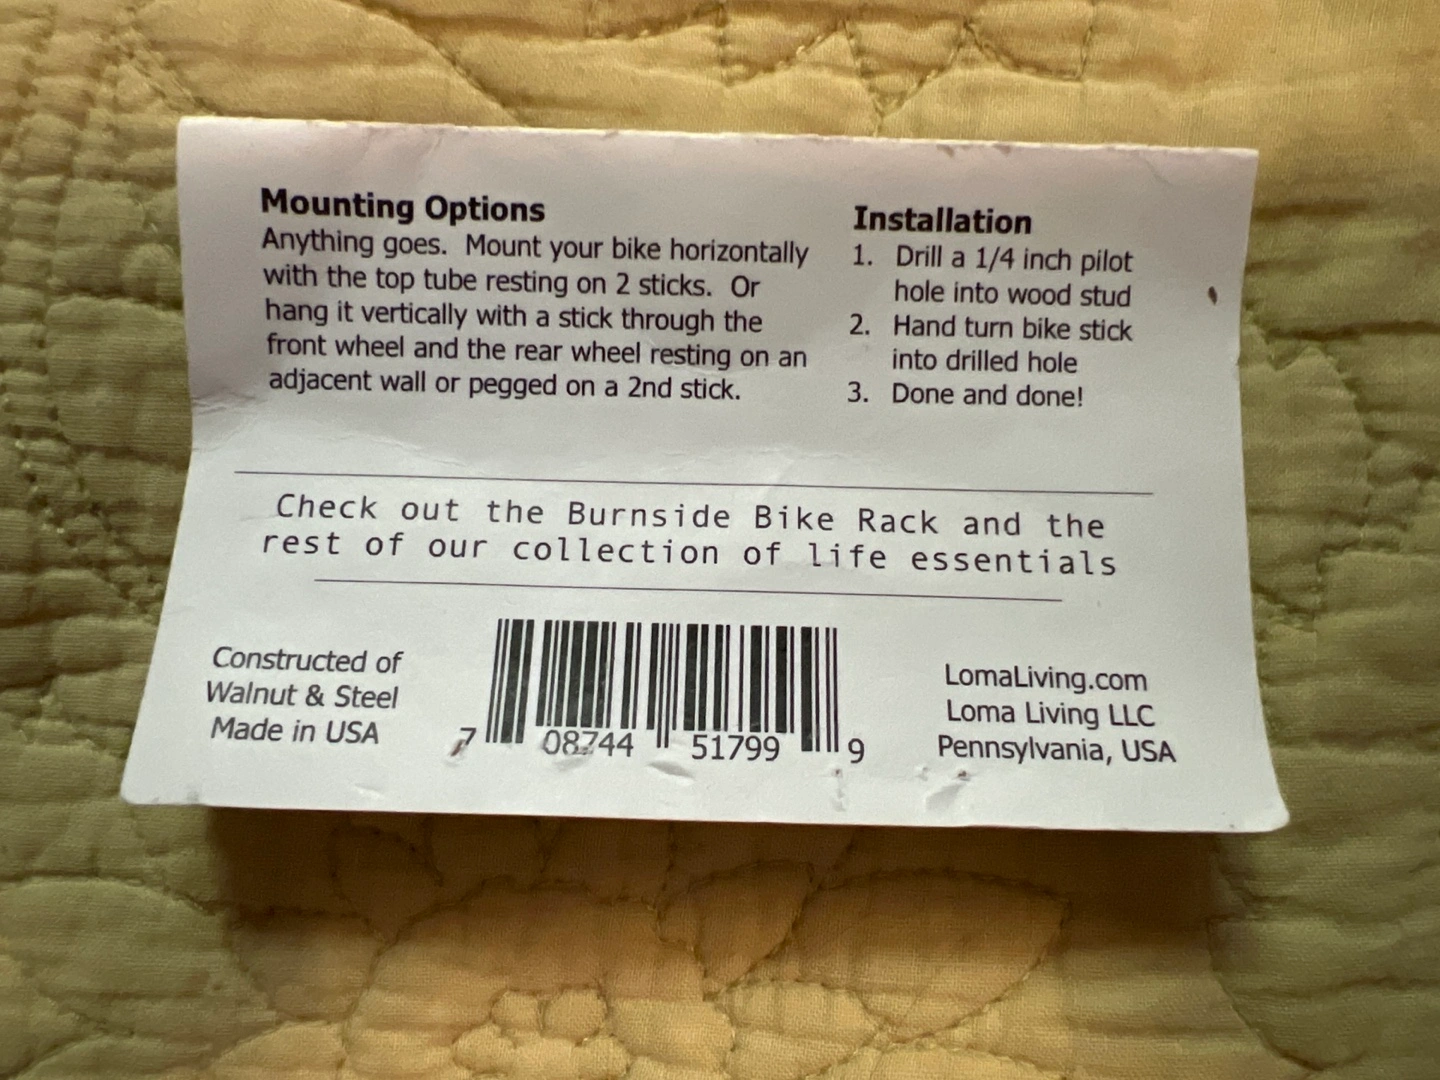 Mounting Options
Anything goes.  Mount your bike horizontally
with the top tube resting on 2 sticks.  Or
hang it vertically with a stick through the
front wheel and the rear wheel resting on an
adjacent wall or pegged on a 2nd stick.
Installation
1. Drill a 1/4 inch pilot
hole into wood stud
2. Hand turn bike stick
into drilled hole
3. Done and done!
Check out the Burnside Bike Rack and the
rest of our collection of life essentials
Constructed of
Walnut & Steel
Made in USA
7 08744 51799 9
LomaLiving.com
Loma Living LLC
Pennsylvania, USA